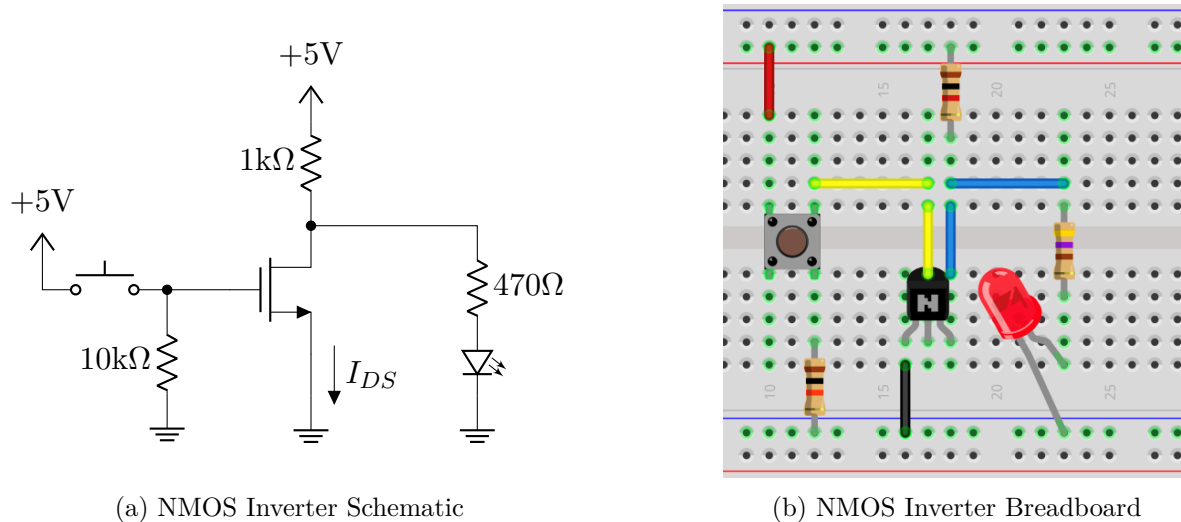 +5V
1kΩ
+5V
470Ω
10kΩ
I_DS
(a) NMOS Inverter Schematic
15
20
25
N
10
15
20
25
(b) NMOS Inverter Breadboard